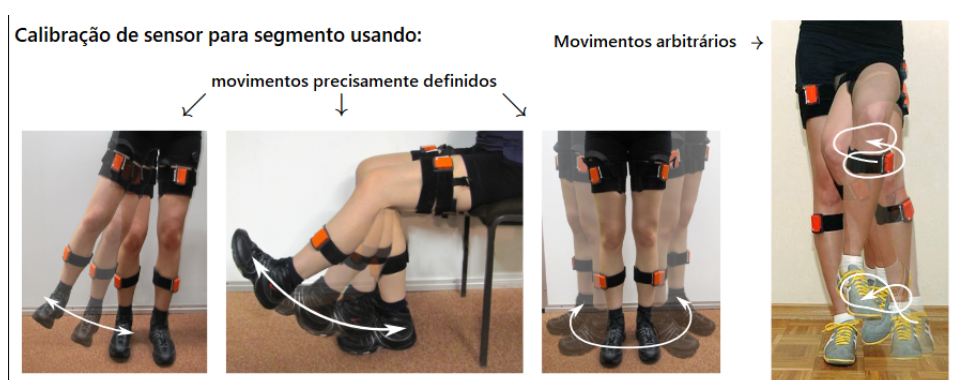 Calibração de sensor para segmento usando:
Movimentos arbitrários
movimentos precisamente definidos